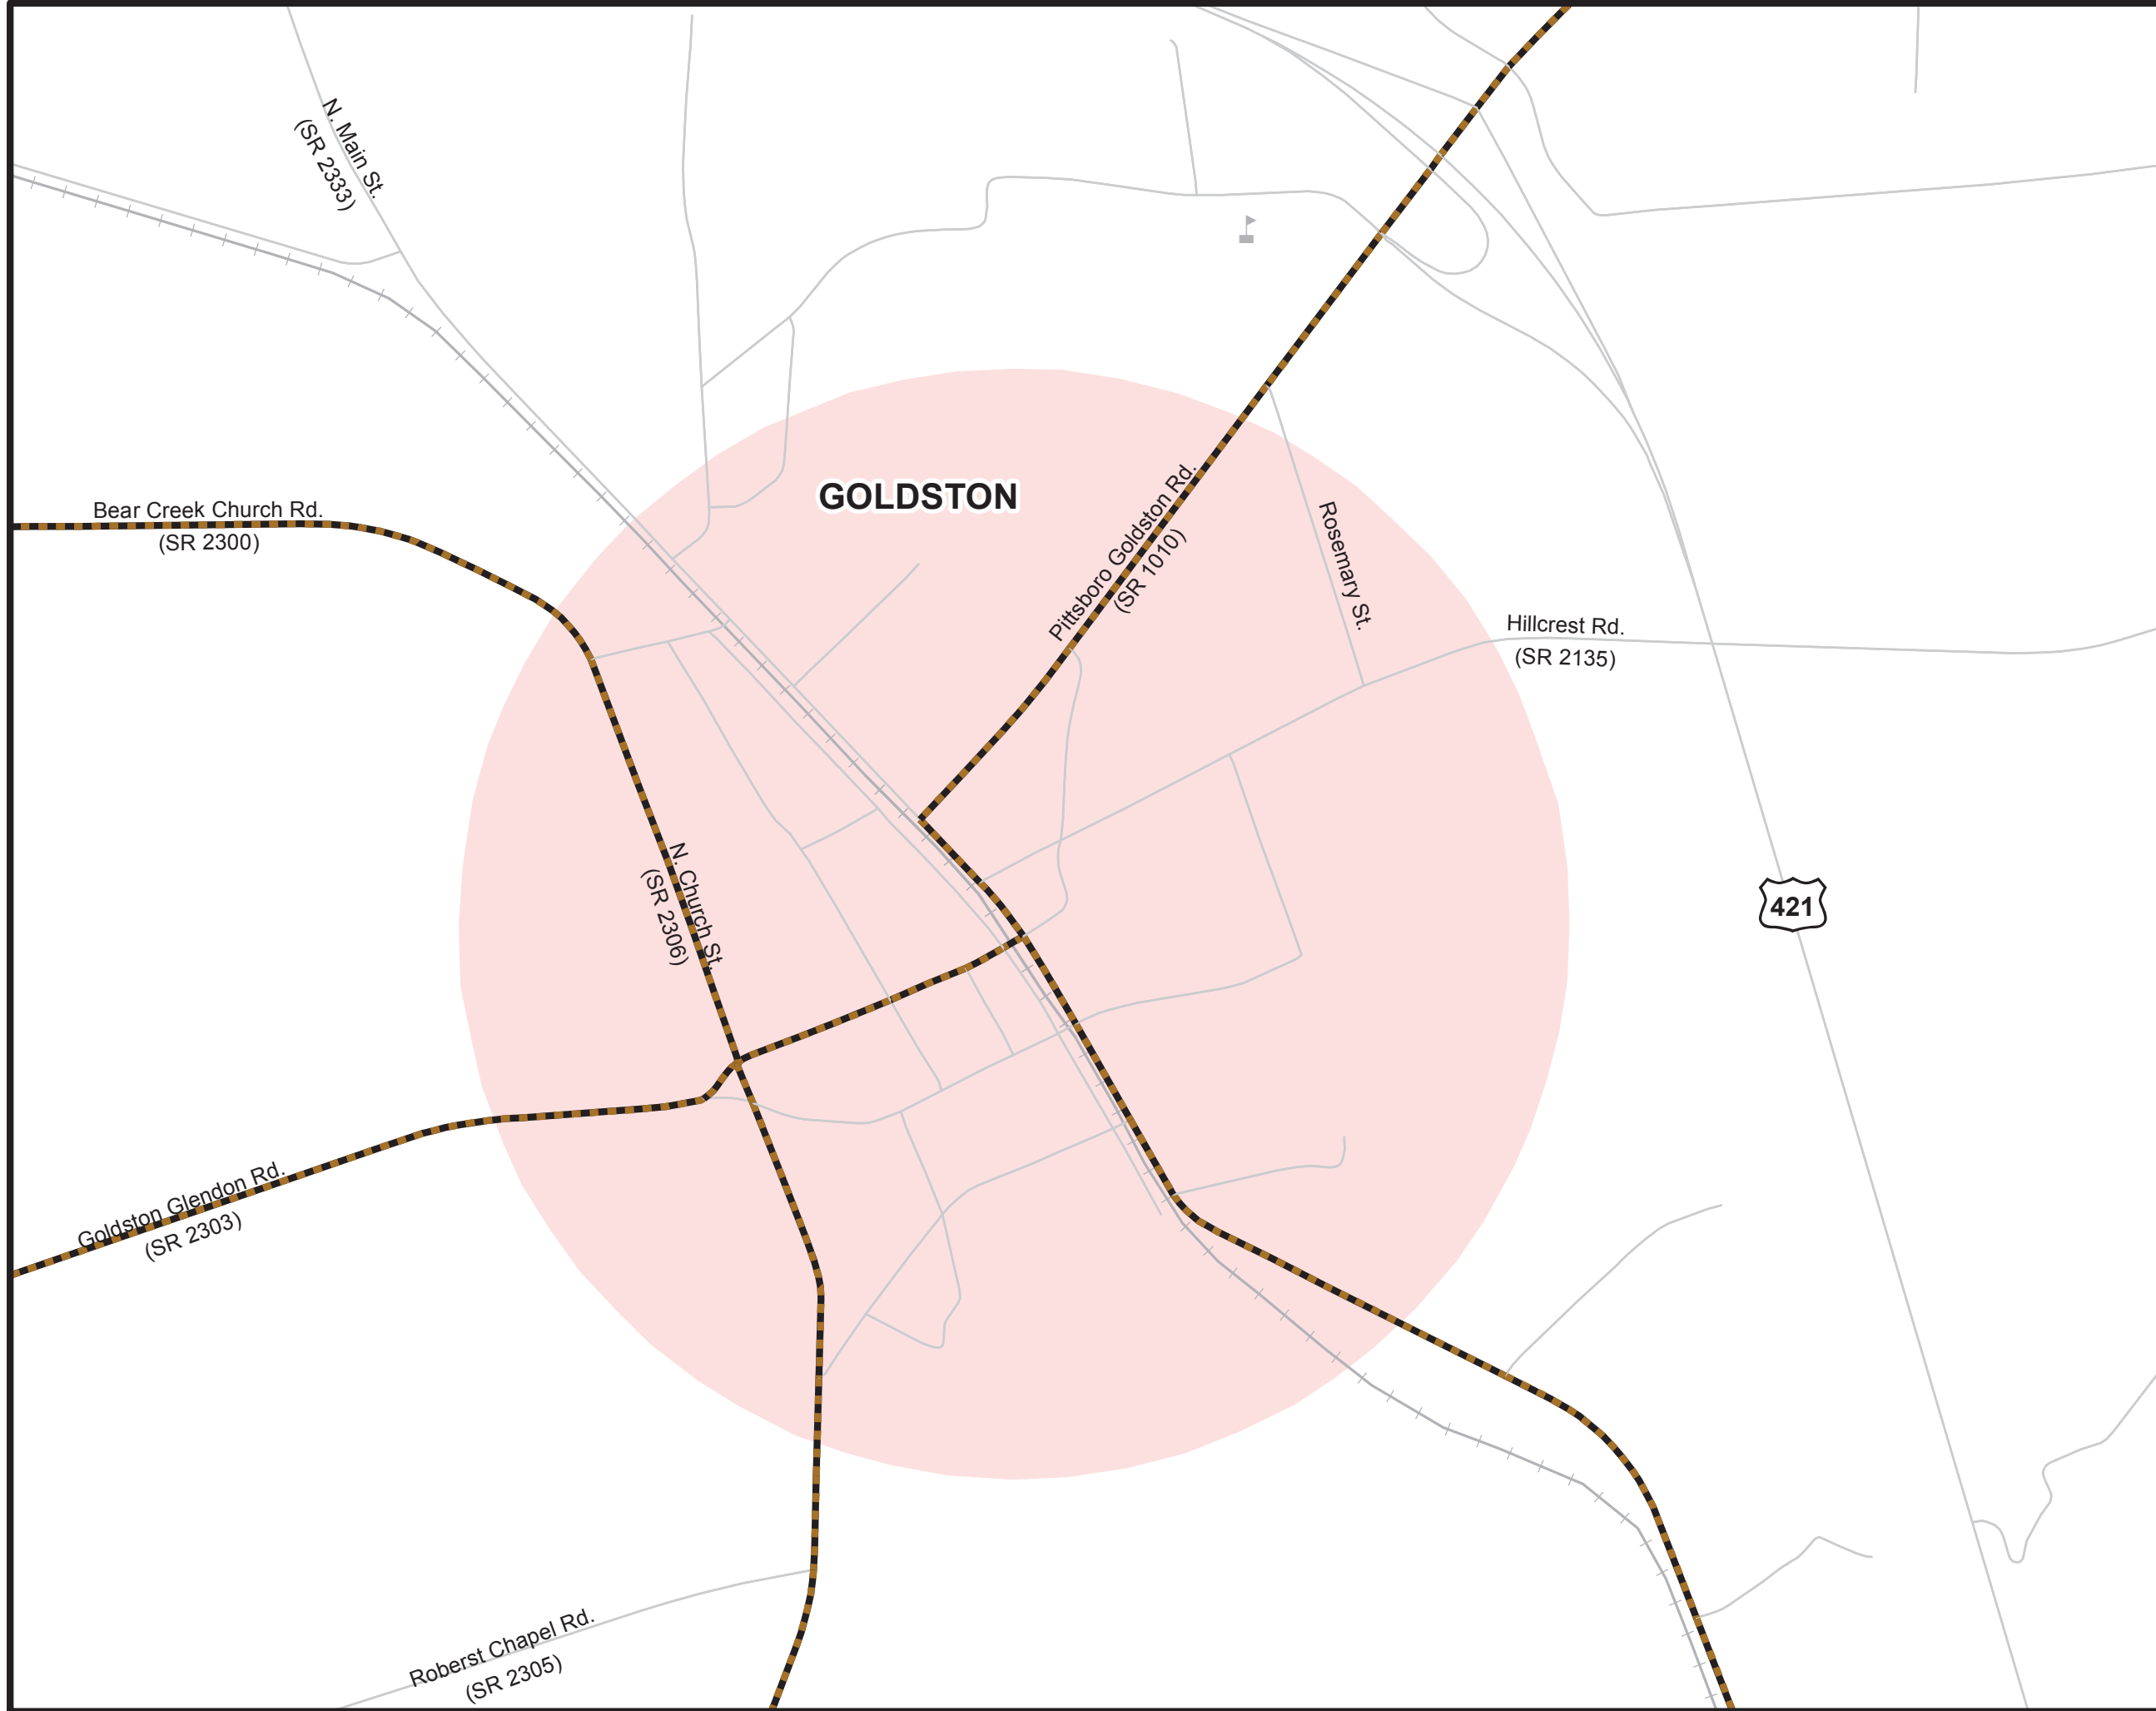 N. Main St.
(SR 2333)
Bear Creek Church Rd.
(SR 2300)
GOLDSTON
Pittsboro Goldston Rd.
(SR 1010)
Rosemary St.
Hillcrest Rd.
(SR 2135)
N. Church St.
(SR 2306)
421
Goldston Glendon Rd.
(SR 2303)
Roberst Chapel Rd.
(SR 2305)